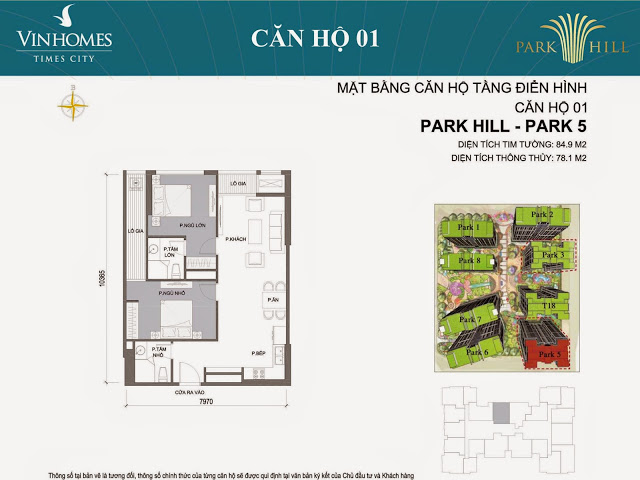 VINHOMES
TIMES CITY
CĂN HỘ 01
PARK HILL
MẶT BẰNG CĂN HỘ TẦNG ĐIỂN HÌNH
CĂN HỘ 01
PARK HILL - PARK 5
DIỆN TÍCH TIM TƯỜNG: 84.9 M2
DIỆN TÍCH THÔNG THỦY: 78.1 M2
B
LÔ GIA
LÔ GIA
P.NGỦ LỚN
P.KHÁCH
P.TẮM
LỚN
P.NGỦ NHỎ
P.ĂN
P.TẮM
NHỎ
P.BẾP
CỬA RA VÀO
10365
7970
Park 1
Park 2
Park 8
Park 3
T18
Park 7
Park 6
Park 5
Thông số tại bản vẽ là tương đối, thông số chính thức của từng căn hộ sẽ được qui định tại văn bản ký kết của Chủ đầu tư và Khách hàng